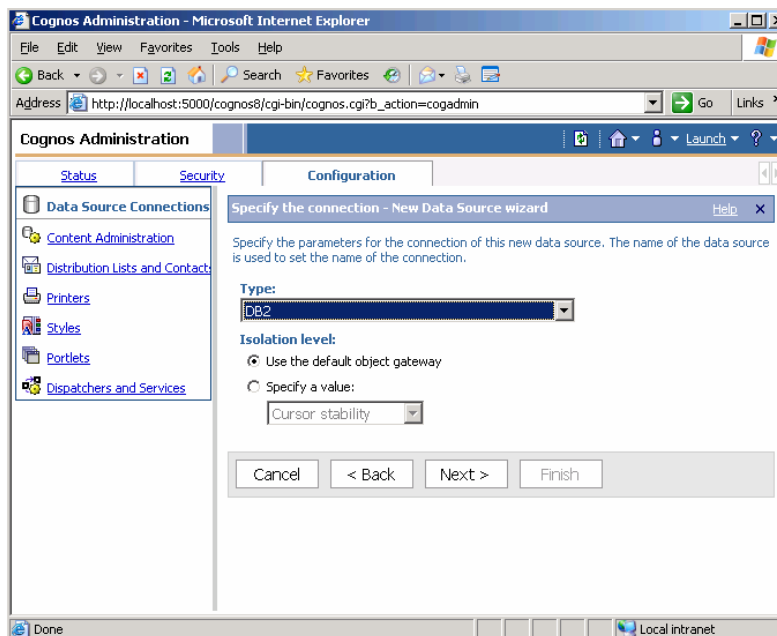 Cognos Administration - Microsoft Internet Explorer
File Edit View Favorites Tools Help
Back Search Favorites
Address http://localhost:5000/cognos8/cgi-bin/cognos.cgi?b_action=cogadmin Go Links
Cognos Administration Launch ?
Status Security Configuration
Data Source Connections
Content Administration
Distribution Lists and Contact
Printers
Styles
Portlets
Dispatchers and Services
Specify the connection - New Data Source wizard Help
Specify the parameters for the connection of this new data source. The name of the data source
is used to set the name of the connection.
Type:
DB2
Isolation level:
Use the default object gateway
Specify a value:
Cursor stability
Cancel < Back Next > Finish
Done Local intranet